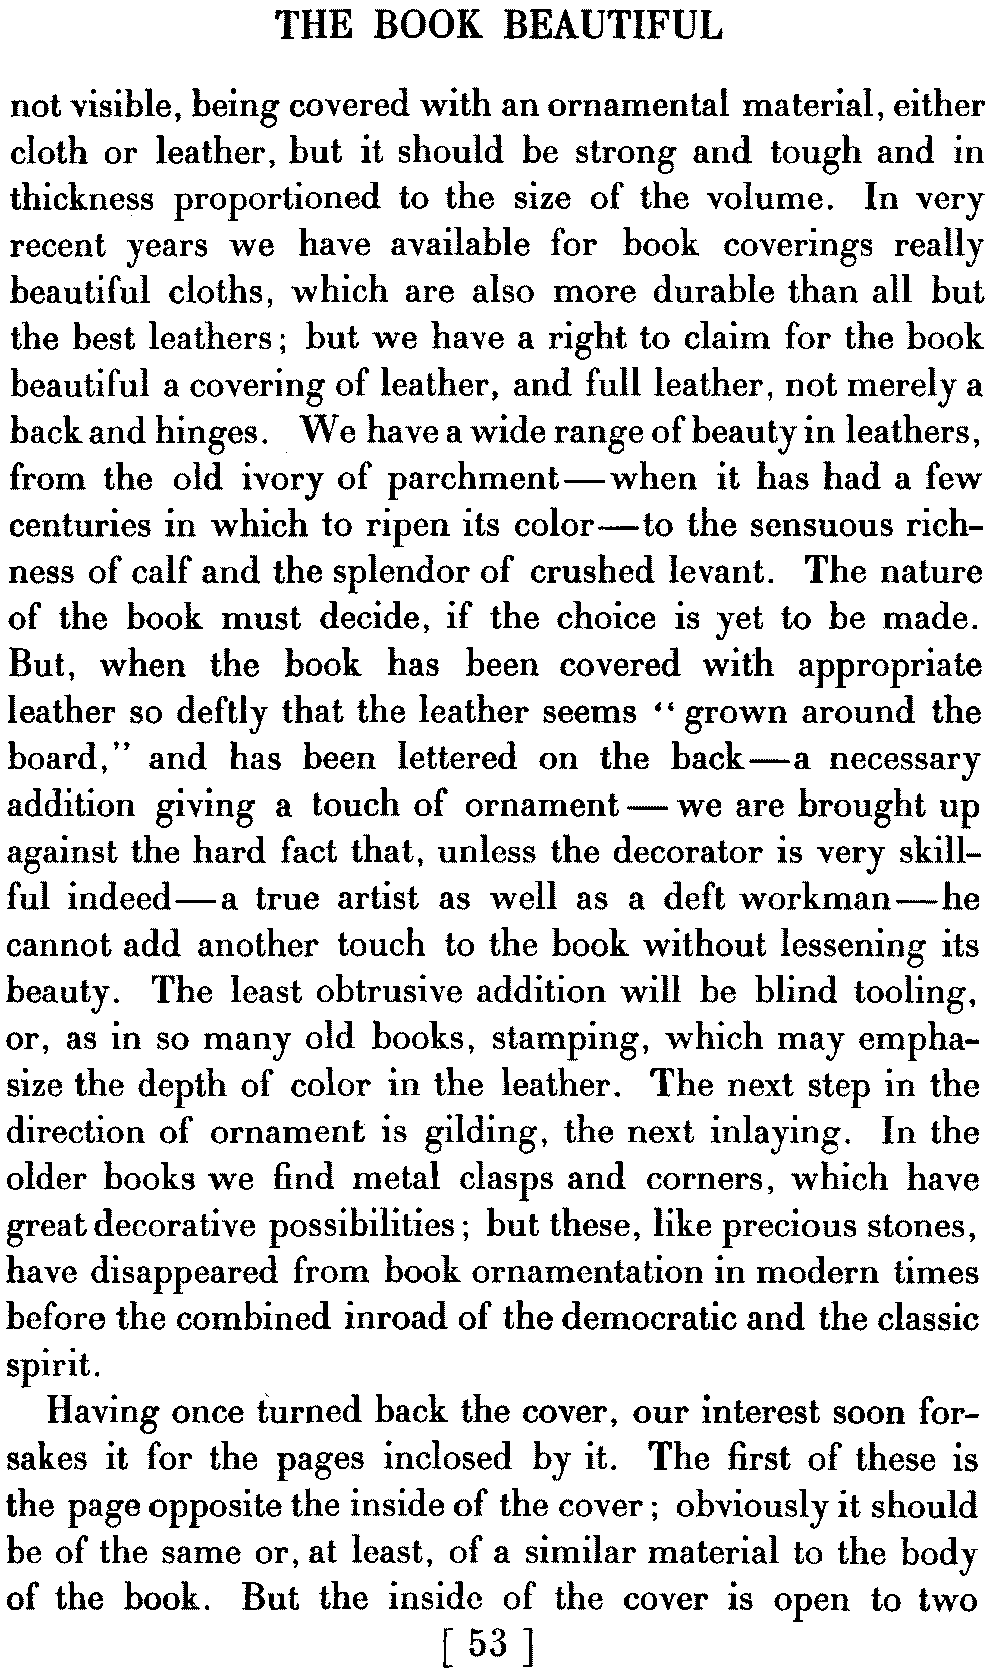 THE BOOK BEAUTIFUL
not visible, being covered with an ornamental material, either
cloth or leather, but it should be strong and tough and in
thickness proportioned to the size of the volume. In very
recent years we have available for book coverings really
beautiful cloths, which are also more durable than all but
the best leathers; but we have a right to claim for the book
beautiful a covering of leather, and full leather, not merely a
back and hinges. We have a wide range of beauty in leathers,
from the old ivory of parchment—when it has had a few
centuries in which to ripen its color—to the sensuous rich-
ness of calf and the splendor of crushed levant. The nature
of the book must decide, if the choice is yet to be made.
But, when the book has been covered with appropriate
leather so deftly that the leather seems “grown around the
board,” and has been lettered on the back—a necessary
addition giving a touch of ornament—we are brought up
against the hard fact that, unless the decorator is very skill-
ful indeed—a true artist as well as a deft workman—he
cannot add another touch to the book without lessening its
beauty. The least obtrusive addition will be blind tooling,
or, as in so many old books, stamping, which may empha-
size the depth of color in the leather. The next step in the
direction of ornament is gilding, the next inlaying. In the
older books we find metal clasps and corners, which have
great decorative possibilities; but these, like precious stones,
have disappeared from book ornamentation in modern times
before the combined inroad of the democratic and the classic
spirit.
Having once turned back the cover, our interest soon for-
sakes it for the pages inclosed by it. The first of these is
the page opposite the inside of the cover; obviously it should
be of the same or, at least, of a similar material to the body
of the book. But the inside of the cover is open to two
[ 53 ]